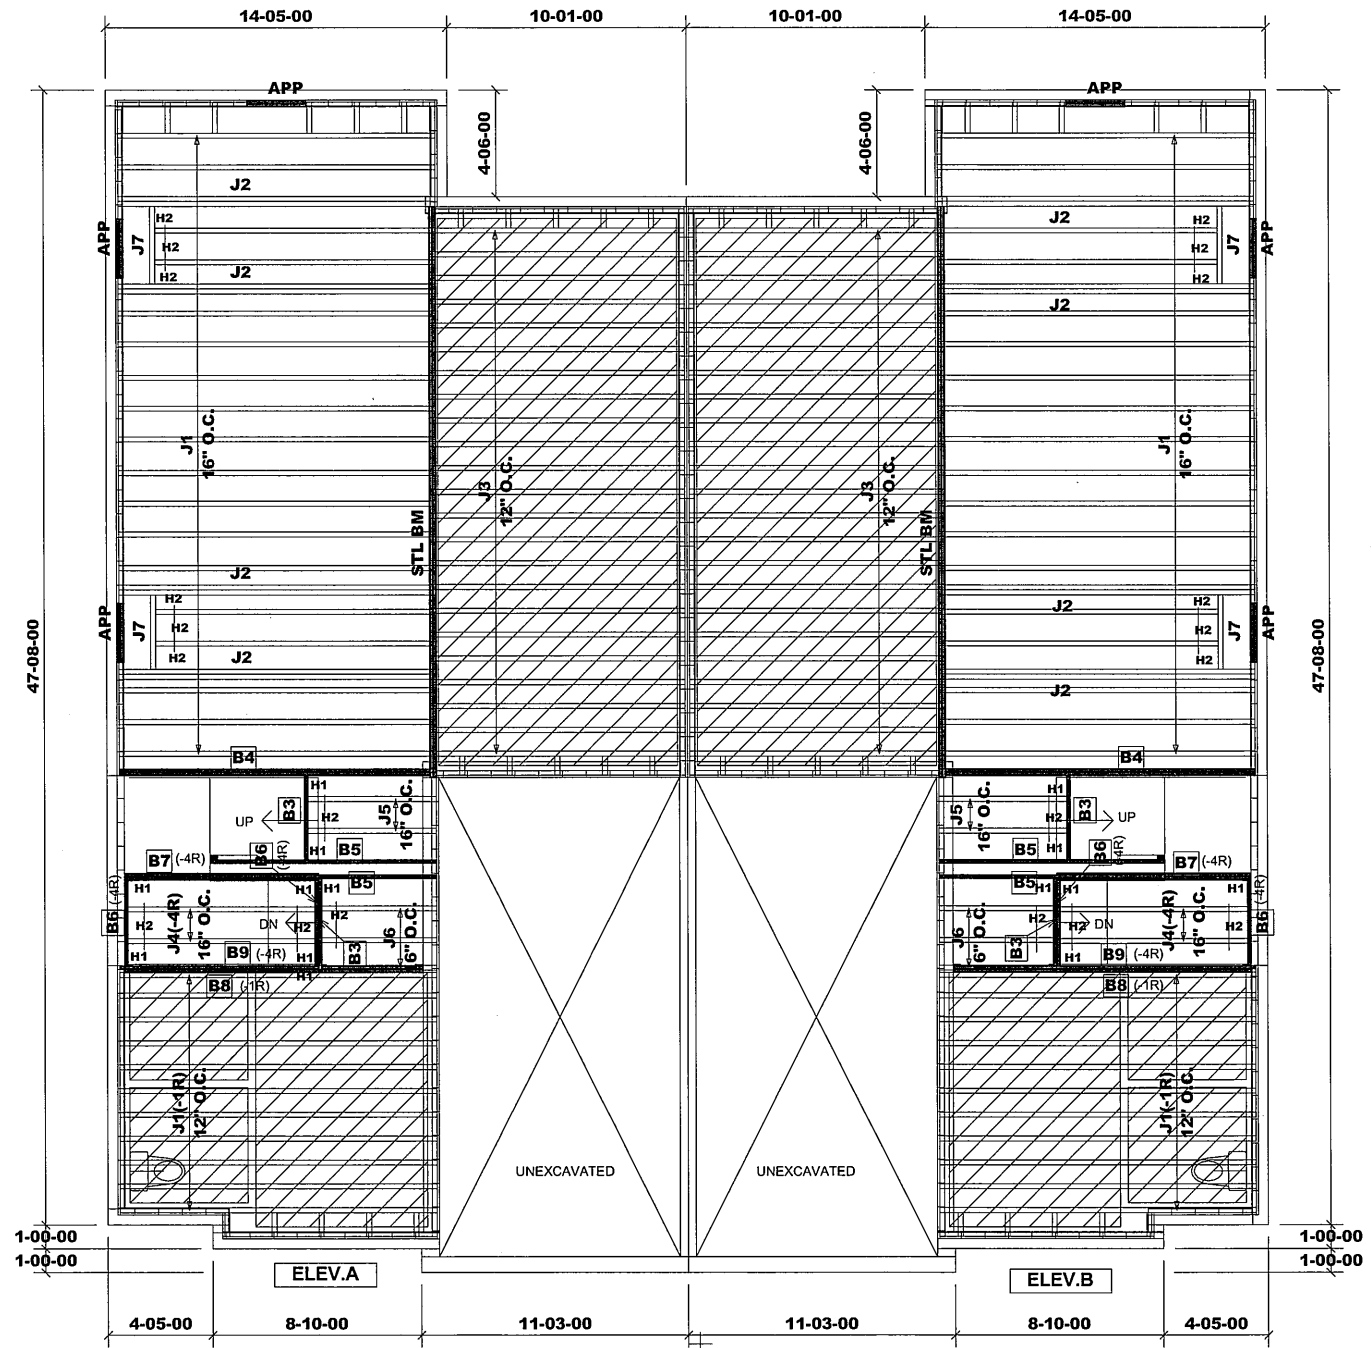 14-05-00 10-01-00 10-01-00 14-05-00
APP APP
4-06-00 4-06-00
J2
H2 J2 H2
APP J7 H2 H2 J7 APP
H2 J2 H2
J2
J1 16" O.C. J1 16" O.C.
J3 12" O.C. J3 12" O.C.
STL BM STL BM
J2
H2 H2
APP J7 H2 J2 H2 J7 APP
H2 J2 H2
J2
47-08-00 47-08-00
B4 B4
H1 H1
UP B3 H2 J5 16" O.C. J5 16" O.C. H2 B3 UP
H1 B5 B5 H1
B7 (-4R) B6 (-4R) B6 (-4R) B7 (-4R)
B5 B5
B6 (-4R) H1 H1 H1 H1 H1 B6 (-4R)
H2 J4(-4R) 16" O.C. DN H2 H2 J6 6" O.C. J6 6" O.C. H2 H2 DN J4(-4R) 16" O.C. H2
H1 B9 (-4R) H1 B3 B3 H1 B9 (-4R) H1
H1
B8 (-1R) B8 (-1R)
J1(-1R) 12" O.C. J1(-1R) 12" O.C.
UNEXCAVATED UNEXCAVATED
1-00-00 1-00-00
1-00-00 1-00-00
ELEV.A ELEV.B
4-05-00 8-10-00 11-03-00 11-03-00 8-10-00 4-05-00